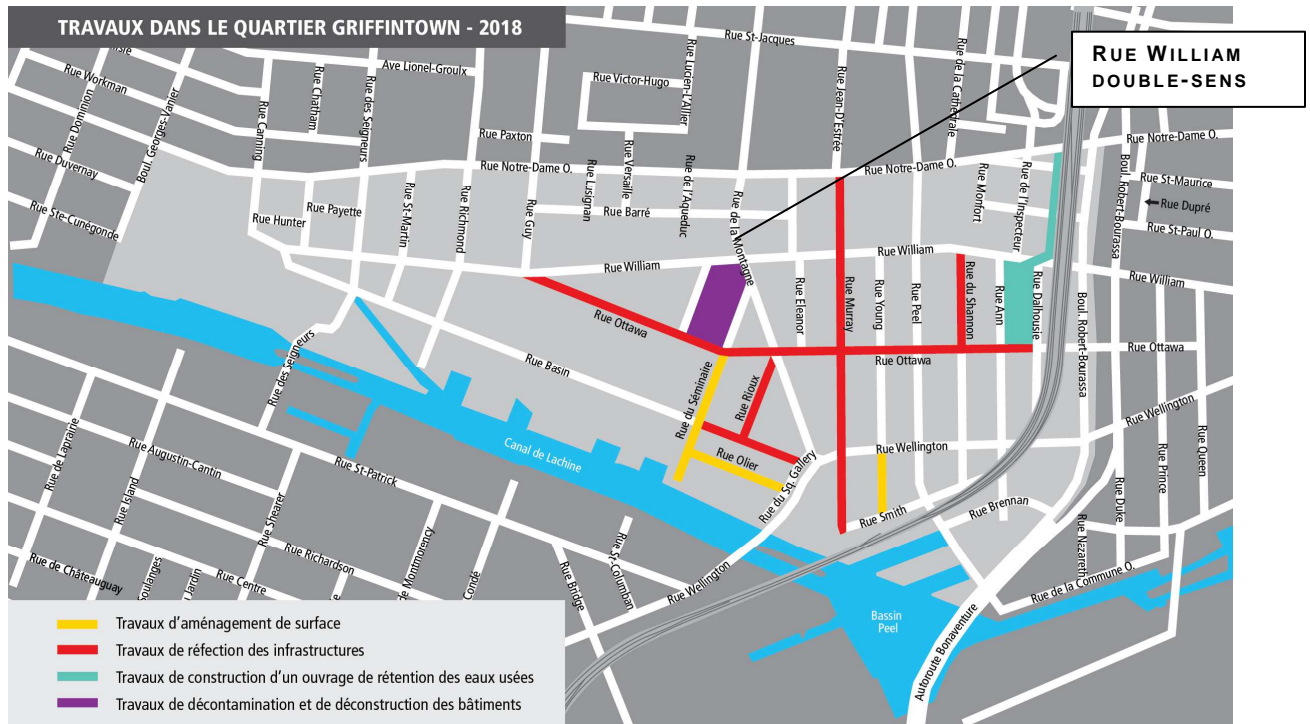 TRAVAUX DANS LE QUARTIER GRIFFINTOWN - 2018
RUE WILLIAM
DOUBLE-SENS
Rue St-Jacques
Ave Lionel-Groulx
Rue Workman
Rue Dominion
Boul. Georges-Vanier
Rue Canning
Rue Chatham
Rue des Seigneurs
Rue Victor-Hugo
Rue Lucien-L'Allier
Rue Jean-D'Estrée
Rue de la Cathédrale
Rue Paxton
Rue Versaille
Rue Notre-Dame O.
Rue Notre-Dame O.
Rue Notre-Dame O.
Rue Duvernay
Rue Ste-Cunégonde
Rue Hunter
Rue Payette
Rue St-Martin
Rue Richmond
Rue Guy
Rue Lusignan
Rue Barré
Rue de l'Aqueduc
Rue de la Montagne
Rue Monfort
Rue de l'Inspecteur
Boul. Robert-Bourassa
Rue St-Maurice
Rue Dupré
Rue St-Paul O.
Rue William
Rue William
Rue William
Rue Eleanor
Rue Murray
Rue Young
Rue Peel
Rue du Shannon
Rue Ann
Rue Dalhousie
Boul. Robert-Bourassa
Rue Ottawa
Rue Ottawa
Rue Ottawa
Rue des Seigneurs
Rue Basin
Rue du Séminaire
Rue Rioux
Rue Olier
Rue du Sq. Gallery
Rue Wellington
Rue Wellington
Rue Wellington
Rue Smith
Rue Brennan
Rue Nazareth
Rue Duke
Rue Prince
Rue Queen
Rue de la Commune O.
Canal de Lachine
Bassin
Peel
Autoroute Bonaventure
Rue de Laprairie
Rue Augustin-Cantin
Rue Island
Rue St-Patrick
Rue Shearer
Rue Richardson
Rue Centre
Rue de Châteauguay
Soulanges
Jardin
de Montmorency
Condé
Rue St-Columban
Rue Bridge
Travaux d'aménagement de surface
Travaux de réfection des infrastructures
Travaux de construction d'un ouvrage de rétention des eaux usées
Travaux de décontamination et de déconstruction des bâtiments